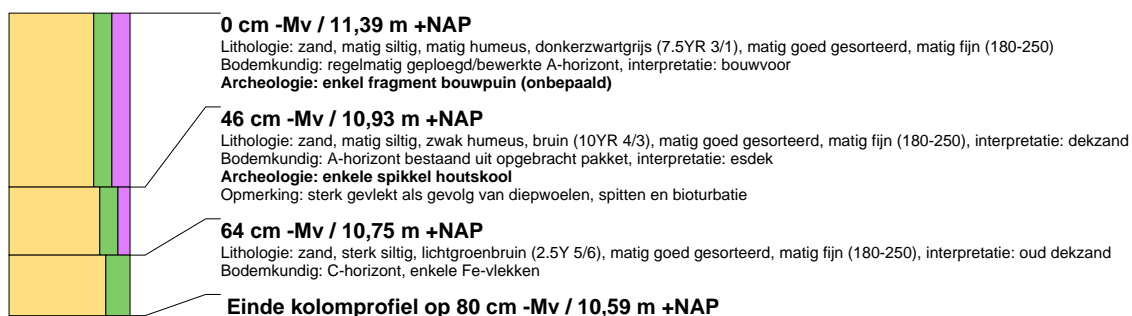 0 cm -Mv / 11,39 m +NAP
Lithologie: zand, matig siltig, matig humeus, donkerzwartgrijs (7.5YR 3/1), matig goed gesorteerd, matig fijn (180-250)
Bodemkundig: regelmatig geploegd/bewerkte A-horizont, interpretatie: bouwvoor
Archeologie: enkel fragment bouwpuin (onbepaald)
46 cm -Mv / 10,93 m +NAP
Lithologie: zand, matig siltig, zwak humeus, bruin (10YR 4/3), matig goed gesorteerd, matig fijn (180-250), interpretatie: dekzand
Bodemkundig: A-horizont bestaand uit opgebracht pakket, interpretatie: esdek
Archeologie: enkele spikkel houtskool
Opmerking: sterk gevlekt als gevolg van diepwoelen, spitten en bioturbatie
64 cm -Mv / 10,75 m +NAP
Lithologie: zand, sterk siltig, lichtgroenbruin (2.5Y 5/6), matig goed gesorteerd, matig fijn (180-250), interpretatie: oud dekzand
Bodemkundig: C-horizont, enkele Fe-vlekken
Einde kolomprofiel op 80 cm -Mv / 10,59 m +NAP